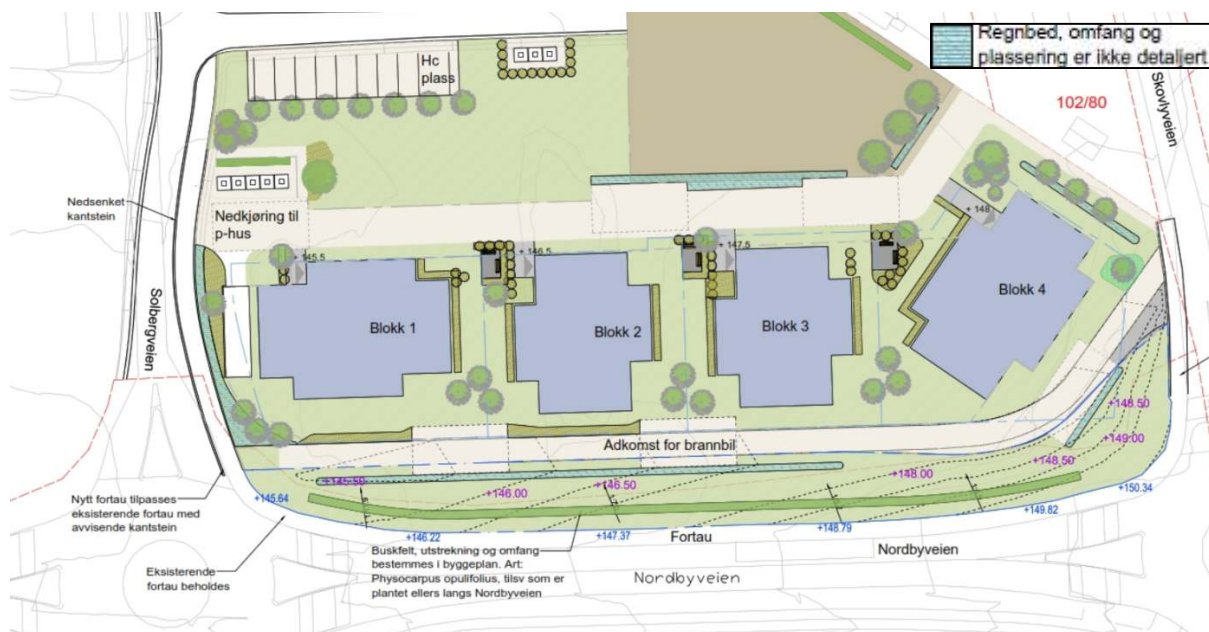 Regnbed, omfang og
plassering er ikke detaljert
Hc
plass
102/80
Skovlyveien
Nedsenket
kantstein
Nedkjøring til
p-hus
+ 145.5
+ 146.5
+ 147.5
+ 148
Solbergveien
Blokk 1
Blokk 2
Blokk 3
Blokk 4
Adkomst for brannbil
+148.50
+149.00
+148.50
+148.00
+146.50
+146.00
+145.50
Nytt fortau tilpasses
eksisterende fortau med
avvisende kantstein
+145.64
+146.22
+147.37
+148.79
+149.82
+150.34
Fortau
Nordbyveien
Buskfelt, utstrekning og omfang
bestemmes i byggeplan. Art:
Physocarpus opulifolius, tilsv som er
plantet ellers langs Nordbyveien
Eksisterende
fortau beholdes
Nordbyveien